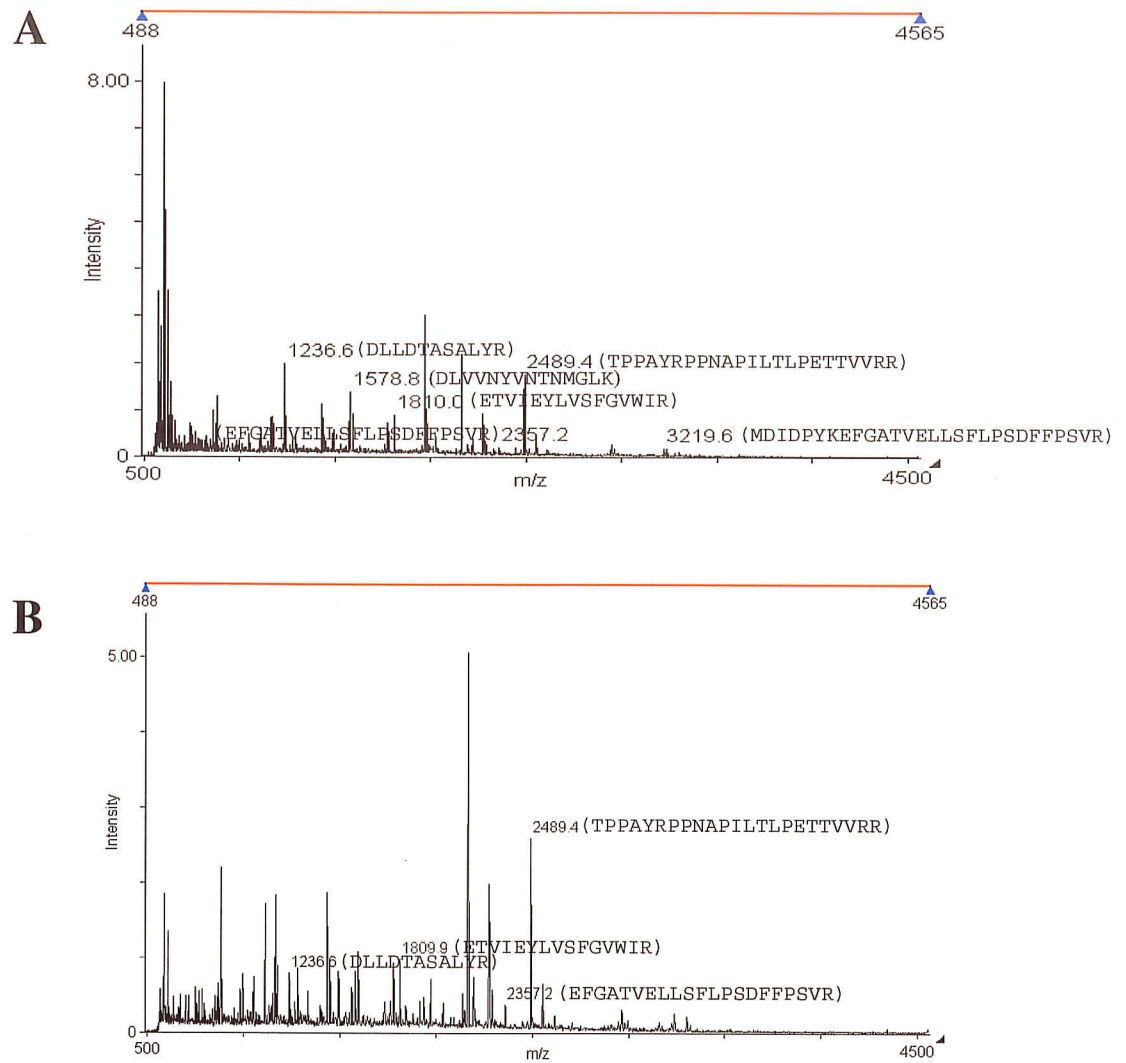 A
488
4565
8.00
Intensity
1236.6 (DLLDTASALYR)
2489.4 (TPPAYRPPNAPILTLPETTVVRR)
1578.8 (DLVVNYVNTNMGLK)
1810.0 (ETVIEYLVSFGVWIR)
(EFGATVELLSFLPSDFFPSVR)2357.2
3219.6 (MDIDPYKEFGATVELLSFLPSDFFPSVR)
0
500
m/z
4500
B
488
4565
5.00
Intensity
2489.4 (TPPAYRPPNAPILTLPETTVVRR)
1809 9 (ETVIEYLVSFGVWIR)
1236.6 (DLLDTASALYR)
2357.2 (EFGATVELLSFLPSDFFPSVR)
0
500
m/z
4500